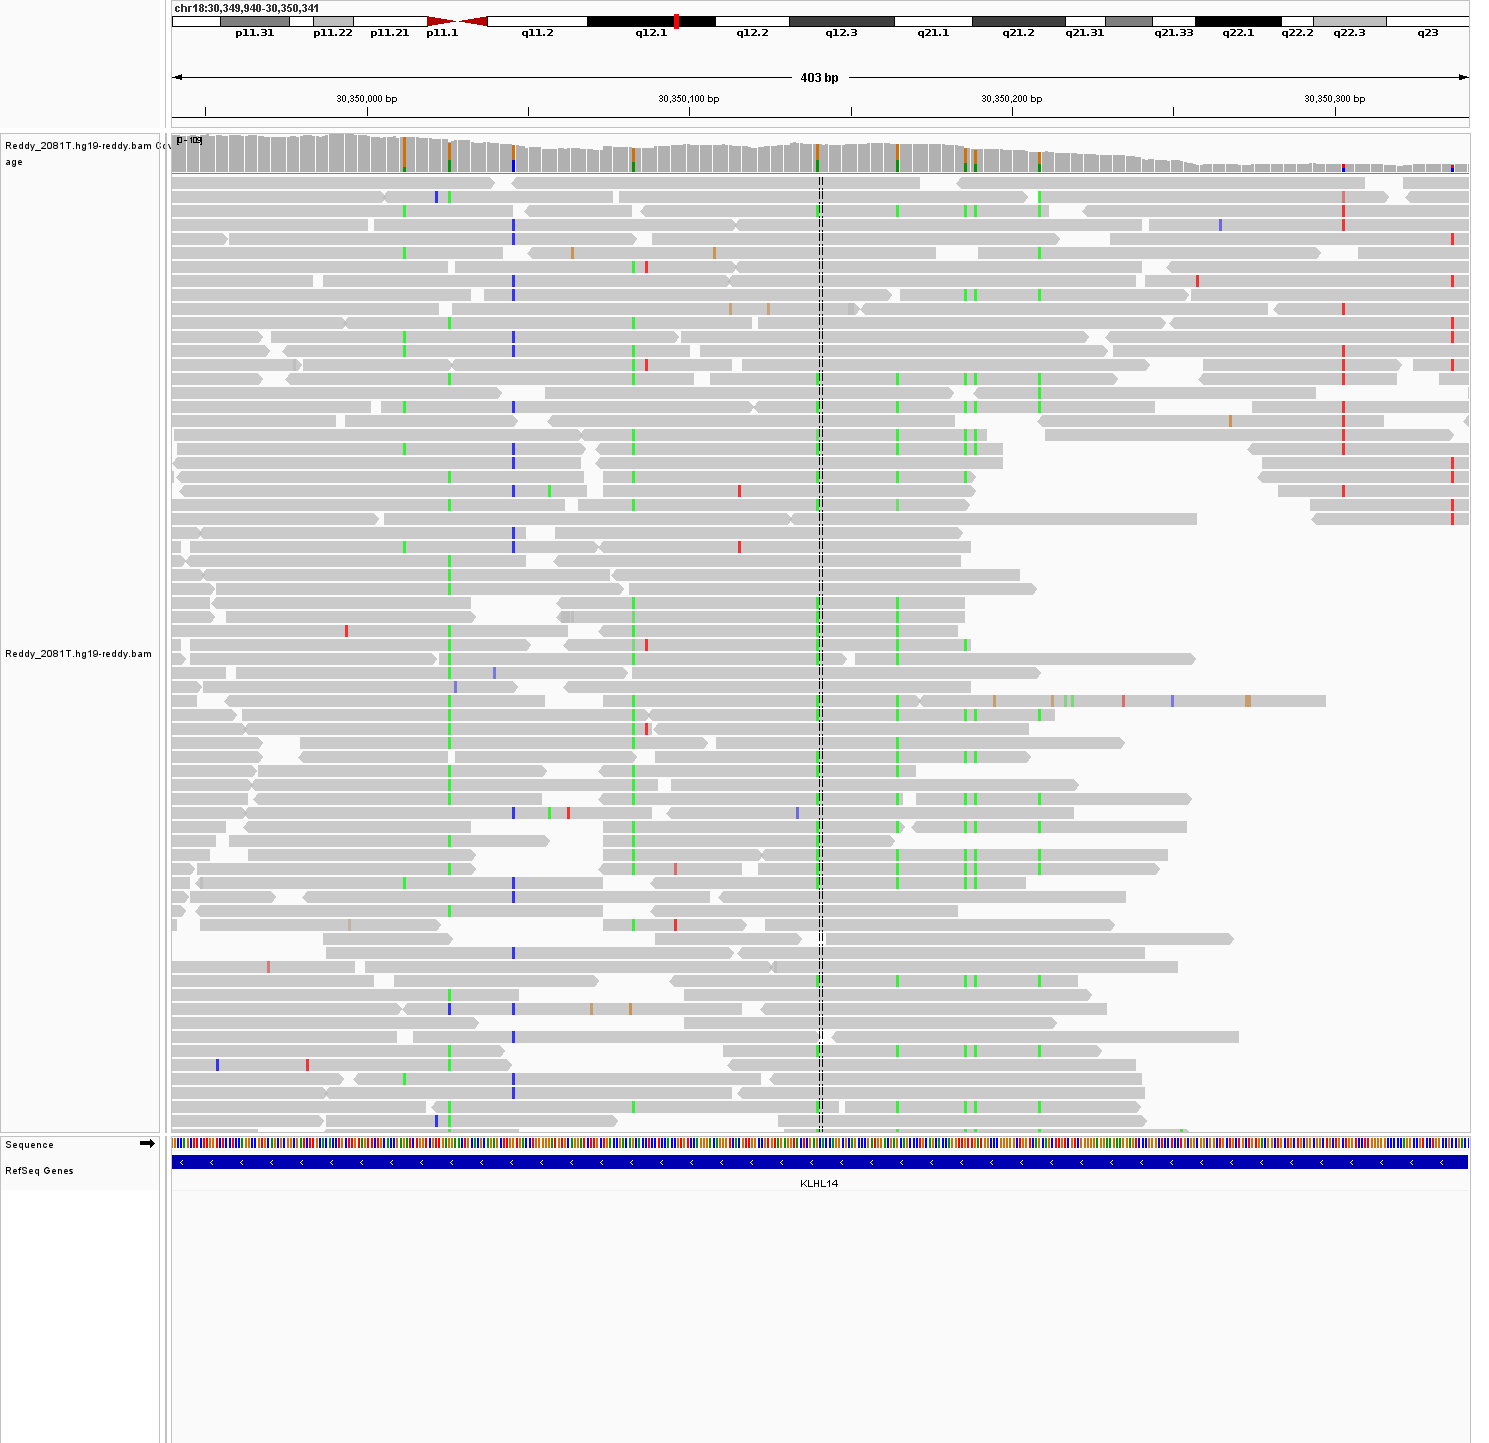 chr18:30,349,940-30,350,341
p11.31 p11.22 p11.21 p11.1 q11.2 q12.1 q12.2 q12.3 q21.1 q21.2 q21.31 q21.33 q22.1 q22.2 q22.3 q23
403 bp
30,350,000 bp 30,350,100 bp 30,350,200 bp 30,350,300 bp
Reddy_2081T.hg19-reddy.bam Cov
age
[0 - 109]
Reddy_2081T.hg19-reddy.bam
Sequence
RefSeq Genes
KLHL14